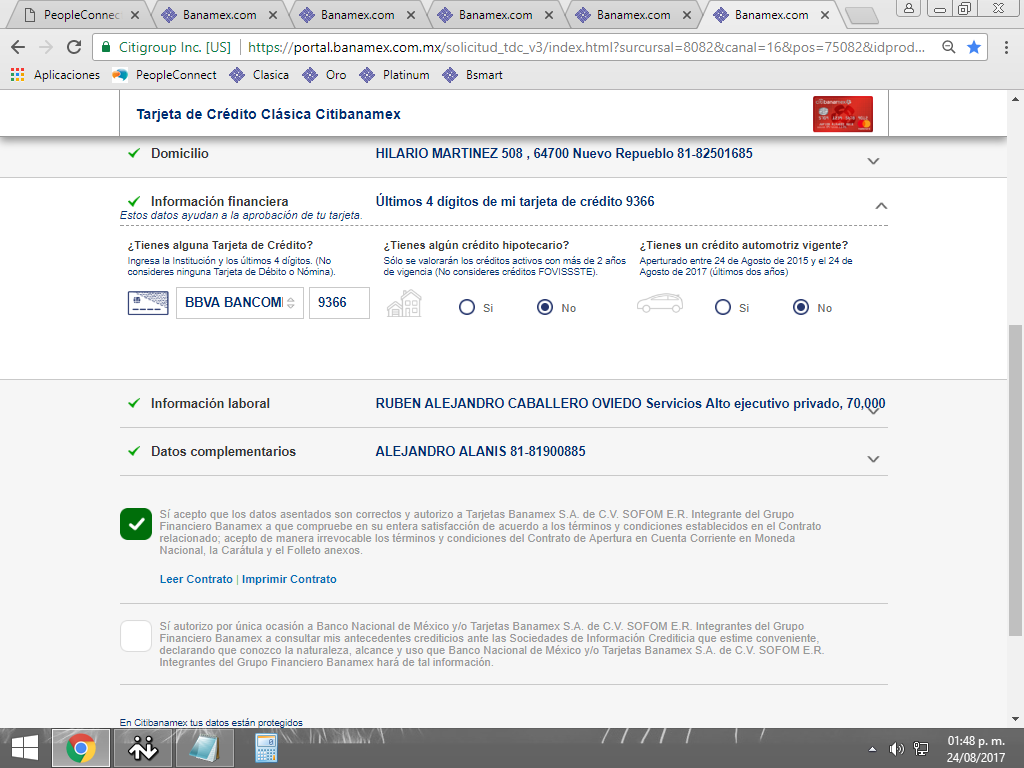 PeopleConnec
Banamex.com
Banamex.com
Banamex.com
Banamex.com
Banamex.com
Citigroup Inc. [US]
https://portal.banamex.com.mx/solicitud_tdc_v3/index.html?surcursal=8082&canal=16&pos=75082&idprod...
Aplicaciones
PeopleConnect
Clasica
Oro
Platinum
Bsmart
Tarjeta de Crédito Clásica Citibanamex
Domicilio
HILARIO MARTINEZ 508 , 64700 Nuevo Repueblo 81-82501685
Información financiera
Últimos 4 dígitos de mi tarjeta de crédito 9366
Estos datos ayudan a la aprobación de tu tarjeta.
¿Tienes alguna Tarjeta de Crédito?
Ingresa la Institución y los últimos 4 dígitos. (No
consideres ninguna Tarjeta de Débito o Nómina).
BBVA BANCOM
9366
¿Tienes algún crédito hipotecario?
Sólo se valorarán los créditos activos con más de 2 años
de vigencia (No consideres créditos FOVISSSTE).
Si
No
¿Tienes un crédito automotriz vigente?
Aperturado entre 24 de Agosto de 2015 y el 24 de
Agosto de 2017 (últimos dos años)
Si
No
Información laboral
RUBEN ALEJANDRO CABALLERO OVIEDO Servicios Alto ejecutivo privado, 70,000
Datos complementarios
ALEJANDRO ALANIS 81-81900885
Sí acepto que los datos asentados son correctos y autorizo a Tarjetas Banamex S.A. de C.V. SOFOM E.R. Integrante del Grupo
Financiero Banamex a que compruebe en su entera satisfacción de acuerdo a los términos y condiciones establecidos en el Contrato
relacionado; acepto de manera irrevocable los términos y condiciones del Contrato de Apertura en Cuenta Corriente en Moneda
Nacional, la Carátula y el Folleto anexos.
Leer Contrato | Imprimir Contrato
Sí autorizo por única ocasión a Banco Nacional de México y/o Tarjetas Banamex S.A. de C.V. SOFOM E.R. Integrantes del Grupo
Financiero Banamex a consultar mis antecedentes crediticios ante las Sociedades de Información Crediticia que estime conveniente,
declarando que conozco la naturaleza, alcance y uso que Banco Nacional de México y/o Tarjetas Banamex S.A. de C.V. SOFOM E.R.
Integrantes del Grupo Financiero Banamex hará de tal información.
En Citibanamex tus datos están protegidos
01:48 p. m.
24/08/2017